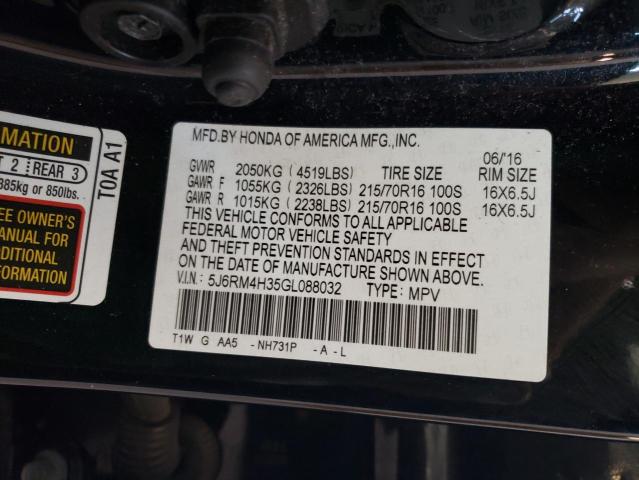 MATION
T 2 REAR 3
385kg or 850lbs.
EE OWNER'S
ANUAL FOR
DDITIONAL
FORMATION
TOA A1
MFD.BY HONDA OF AMERICA MFG.,INC.
06/16
GVWR 2050KG ( 4519LBS) TIRE SIZE RIM SIZE
GAWR F 1055KG ( 2326LBS) 215/70R16 100S 16X6.5J
GAWR R 1015KG ( 2238LBS) 215/70R16 100S 16X6.5J
THIS VEHICLE CONFORMS TO ALL APPLICABLE
FEDERAL MOTOR VEHICLE SAFETY
AND THEFT PREVENTION STANDARDS IN EFFECT
ON THE DATE OF MANUFACTURE SHOWN ABOVE.
V.I.N.: 5J6RM4H35GL088032 TYPE: MPV
T1W G AA5 -NH731P -A-L